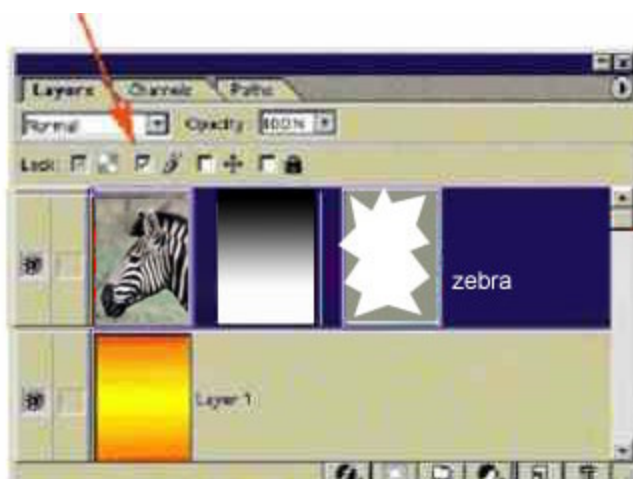 Layers Channels Paths
Normal Opacity: 100%
Lock:
zebra
Layer 1